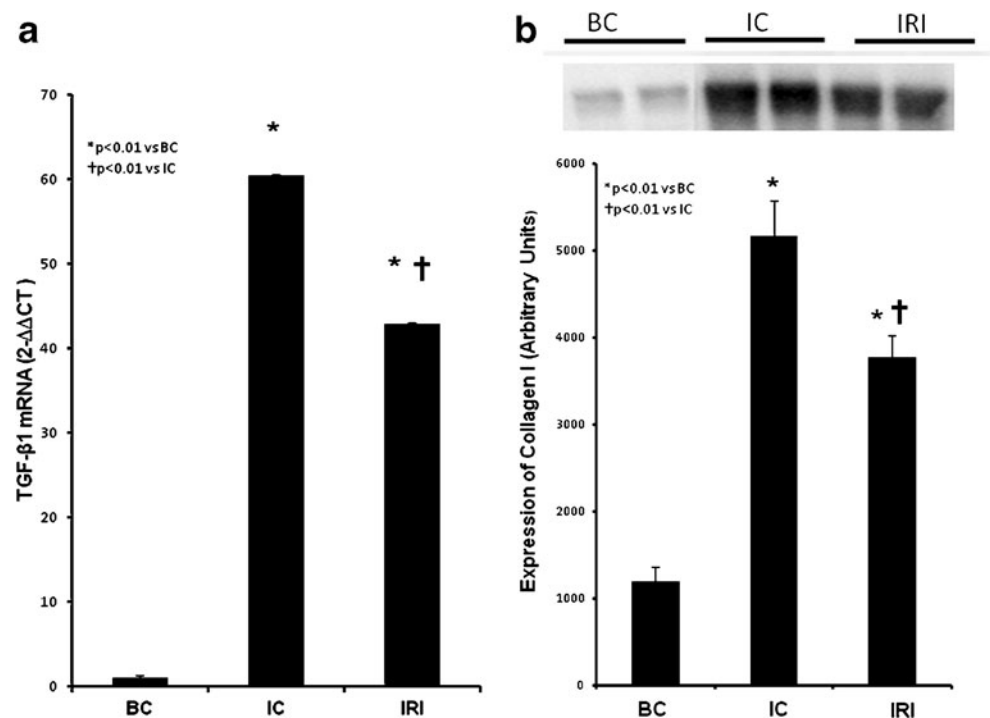 a
70
60
50
40
30
20
10
0
TGF-β1 mRNA (2-ΔΔCT)
*p<0.01 vs BC
†p<0.01 vs IC
*
* †
BC IC IRI
b
BC IC IRI
6000
5000
4000
3000
2000
1000
0
Expression of Collagen I (Arbitrary Units)
*p<0.01 vs BC
†p<0.01 vs IC
*
* †
BC IC IRI